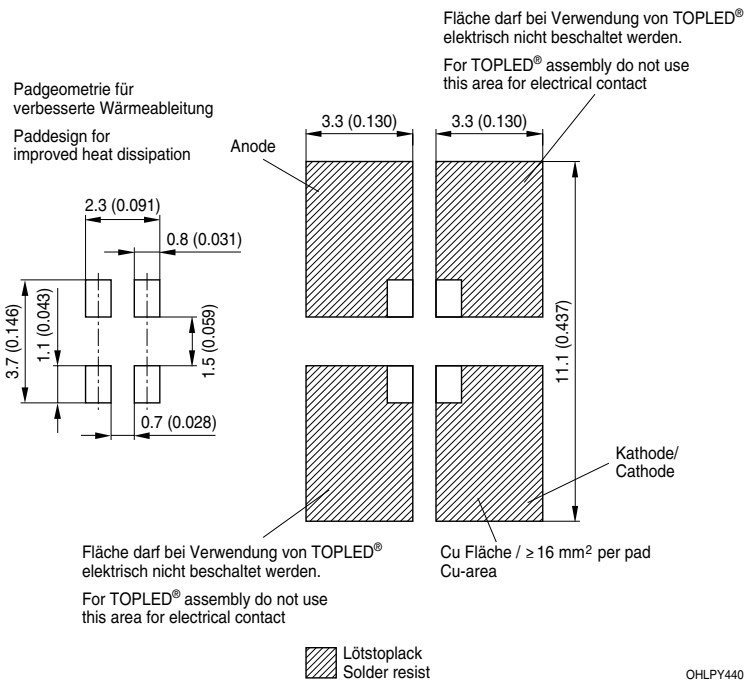 Fläche darf bei Verwendung von TOPLED®
elektrisch nicht beschaltet werden.
For TOPLED® assembly do not use
this area for electrical contact
Padgeometrie für
verbesserte Wärmeableitung
Paddesign for
improved heat dissipation
Anode
3.3 (0.130)
3.3 (0.130)
2.3 (0.091)
0.8 (0.031)
3.7 (0.146)
1.1 (0.043)
1.5 (0.059)
0.7 (0.028)
11.1 (0.437)
Kathode/
Cathode
Fläche darf bei Verwendung von TOPLED®
elektrisch nicht beschaltet werden.
For TOPLED® assembly do not use
this area for electrical contact
Cu Fläche / ≥ 16 mm² per pad
Cu-area
Lötstoplack
Solder resist
OHLPY440